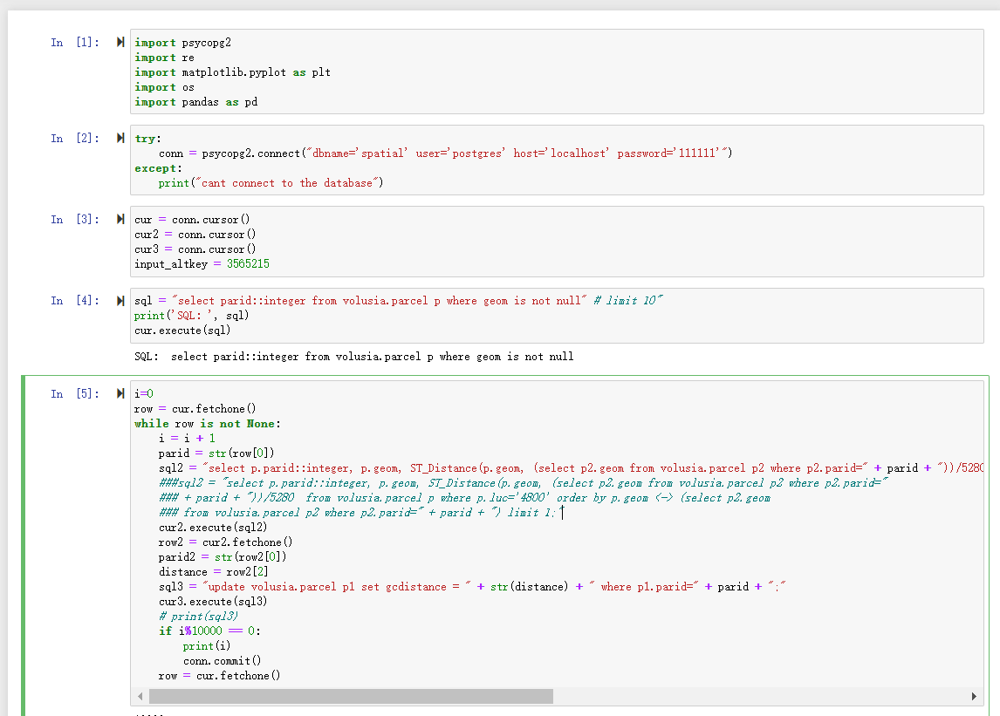 In [1]:
import psycopg2
import re
import matplotlib.pyplot as plt
import os
import pandas as pd
In [2]:
try:
    conn = psycopg2.connect("dbname='spatial' user='postgres' host='localhost' password='111111'")
except:
    print("cant connect to the database")
In [3]:
cur = conn.cursor()
cur2 = conn.cursor()
cur3 = conn.cursor()
input_altkey = 3565215
In [4]:
sql = "select parid::integer from volusia.parcel p where geom is not null" # limit 10"
print('SQL: ', sql)
cur.execute(sql)
SQL:  select parid::integer from volusia.parcel p where geom is not null
In [5]:
i=0
row = cur.fetchone()
while row is not None:
    i = i + 1
    parid = str(row[0])
    sql2 = "select p.parid::integer, p.geom, ST_Distance(p.geom, (select p2.geom from volusia.parcel p2 where p2.parid=" + parid + "))/5280
    ###sql2 = "select p.parid::integer, p.geom, ST_Distance(p.geom, (select p2.geom from volusia.parcel p2 where p2.parid="
    ### + parid + "))/5280  from volusia.parcel p where p.luc='4800' order by p.geom <-> (select p2.geom
    ### from volusia.parcel p2 where p2.parid=" + parid + ") limit 1;"
    cur2.execute(sql2)
    row2 = cur2.fetchone()
    parid2 = str(row2[0])
    distance = row2[2]
    sql3 = "update volusia.parcel p1 set gcdistance = " + str(distance) + " where p1.parid=" + parid + ";"
    cur3.execute(sql3)
    # print(sql3)
    if i%10000 == 0:
        print(i)
        conn.commit()
    row = cur.fetchone()